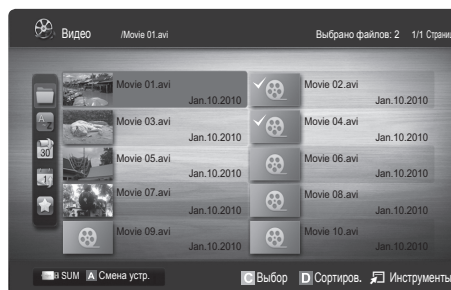 Видео /Movie 01.avi Выбрано файлов: 2 1/1 Страниц
Movie 01.avi Movie 02.avi
Jan.10.2010 Jan.10.2010
Movie 03.avi Movie 04.avi
Jan.10.2010 Jan.10.2010
Movie 05.avi Movie 06.avi
Jan.10.2010 Jan.10.2010
Movie 07.avi Movie 08.avi
Jan.10.2010 Jan.10.2010
Movie 09.avi Movie 10.avi
Jan.10.2010 Jan.10.2010
SUM A Смена устр. C Выбор D Сортиров. Инструменты